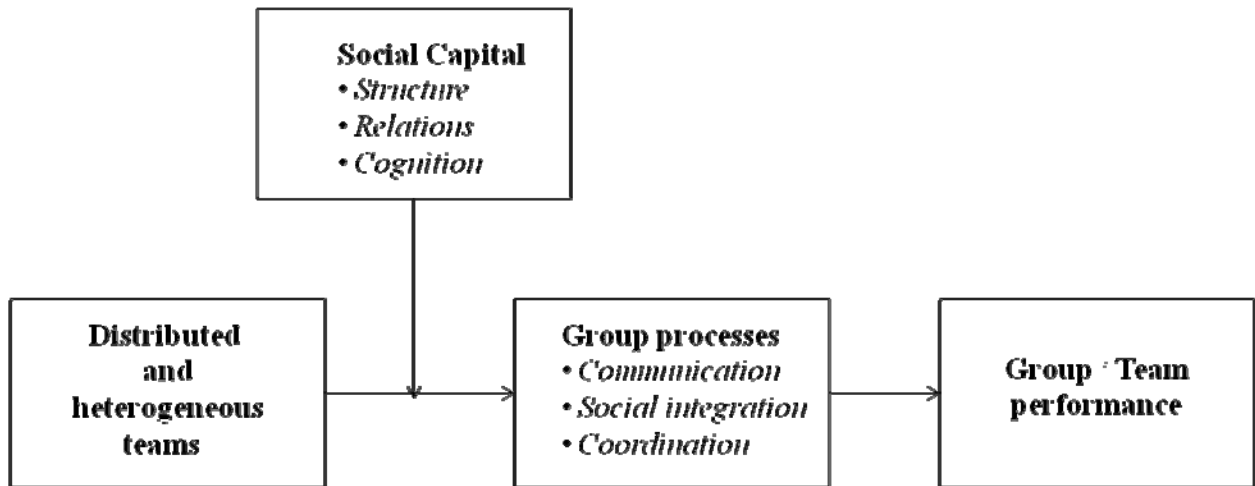 Social Capital
• Structure
• Relations
• Cognition
Distributed
and
heterogeneous
teams
Group processes
• Communication
• Social integration
• Coordination
Group / Team
performance